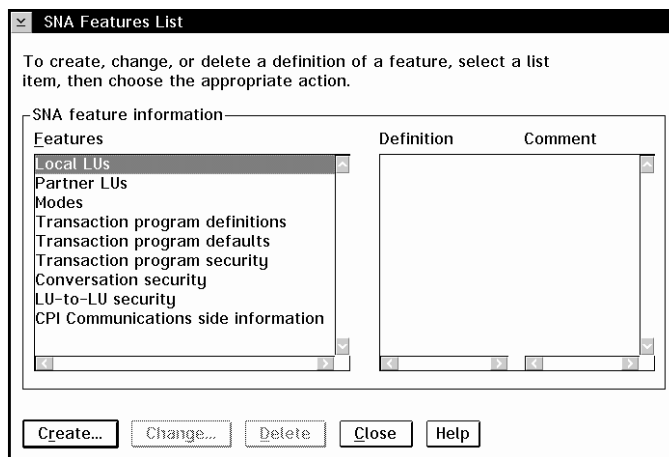 SNA Features List
To create, change, or delete a definition of a feature, select a list
item, then choose the appropriate action.
SNA feature information
Features
Definition
Comment
Local LUs
Partner LUs
Modes
Transaction program definitions
Transaction program defaults
Transaction program security
Conversation security
LU-to-LU security
CPI Communications side information
Create...
Change...
Delete
Close
Help